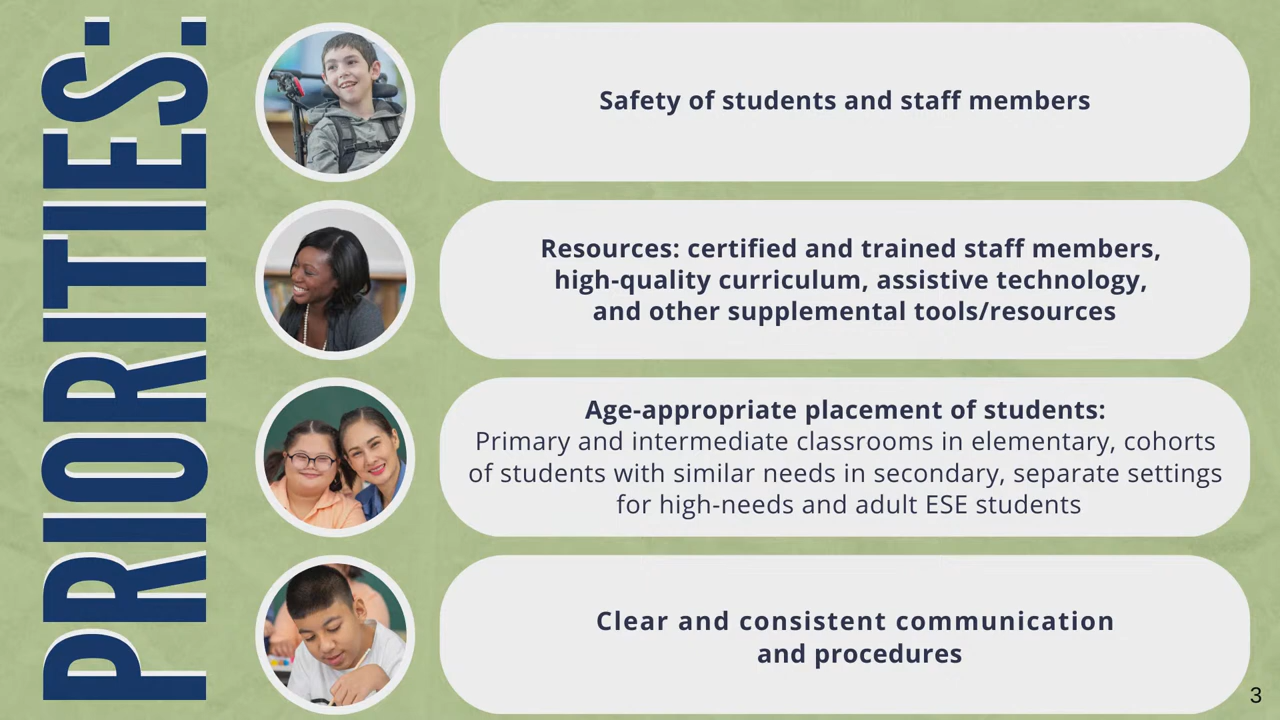 PRIORITIES:
Safety of students and staff members
Resources: certified and trained staff members,
high-quality curriculum, assistive technology,
and other supplemental tools/resources
Age-appropriate placement of students:
Primary and intermediate classrooms in elementary, cohorts
of students with similar needs in secondary, separate settings
for high-needs and adult ESE students
Clear and consistent communication
and procedures
3